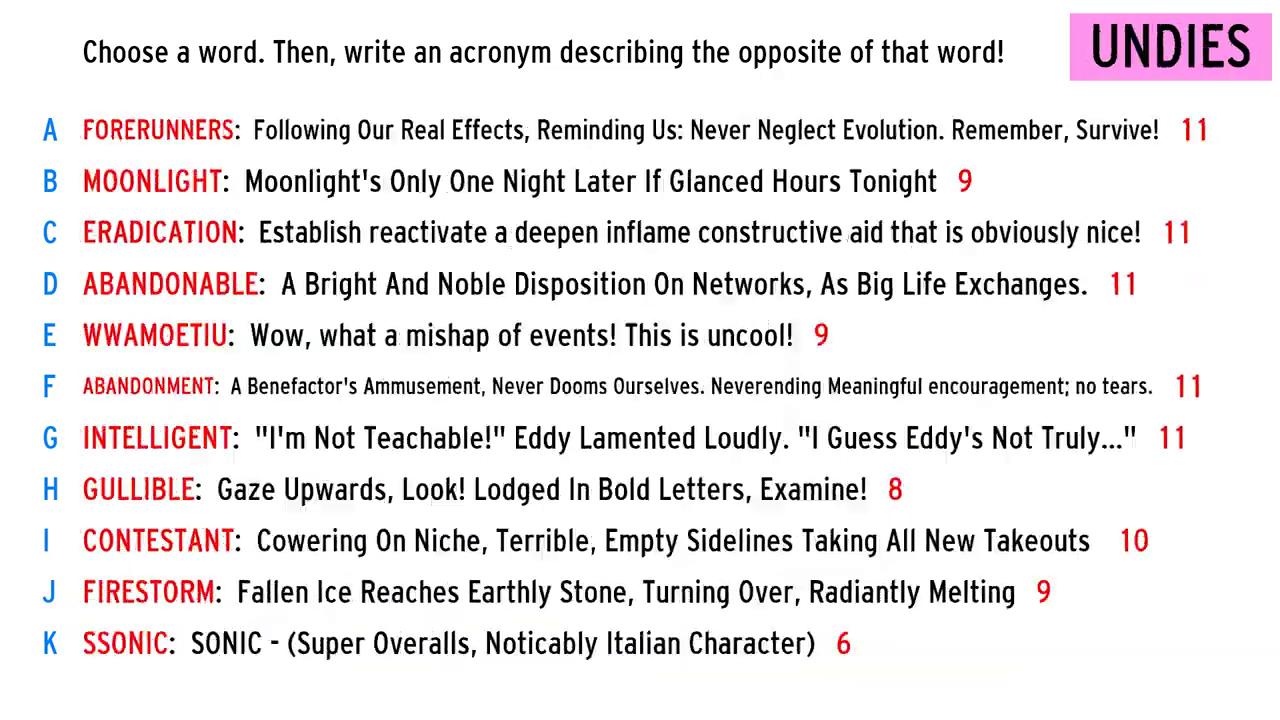 Choose a word. Then, write an acronym describing the opposite of that word!
UNDIES
A FORERUNNERS: Following Our Real Effects, Reminding Us: Never Neglect Evolution. Remember, Survive! 11
B MOONLIGHT: Moonlight's Only One Night Later If Glanced Hours Tonight 9
C ERADICATION: Establish reactivate a deepen inflame constructive aid that is obviously nice! 11
D ABANDONABLE: A Bright And Noble Disposition On Networks, As Big Life Exchanges. 11
E WWAMOETIU: Wow, what a mishap of events! This is uncool! 9
F ABANDONMENT: A Benefactor's Ammusement, Never Dooms Ourselves. Neverending Meaningful encouragement; no tears. 11
G INTELLIGENT: "I'm Not Teachable!" Eddy Lamented Loudly. "I Guess Eddy's Not Truly..." 11
H GULLIBLE: Gaze Upwards, Look! Lodged In Bold Letters, Examine! 8
I CONTESTANT: Cowering On Niche, Terrible, Empty Sidelines Taking All New Takeouts 10
J FIRESTORM: Fallen Ice Reaches Earthly Stone, Turning Over, Radiantly Melting 9
K SSONIC: SONIC - (Super Overalls, Noticably Italian Character) 6